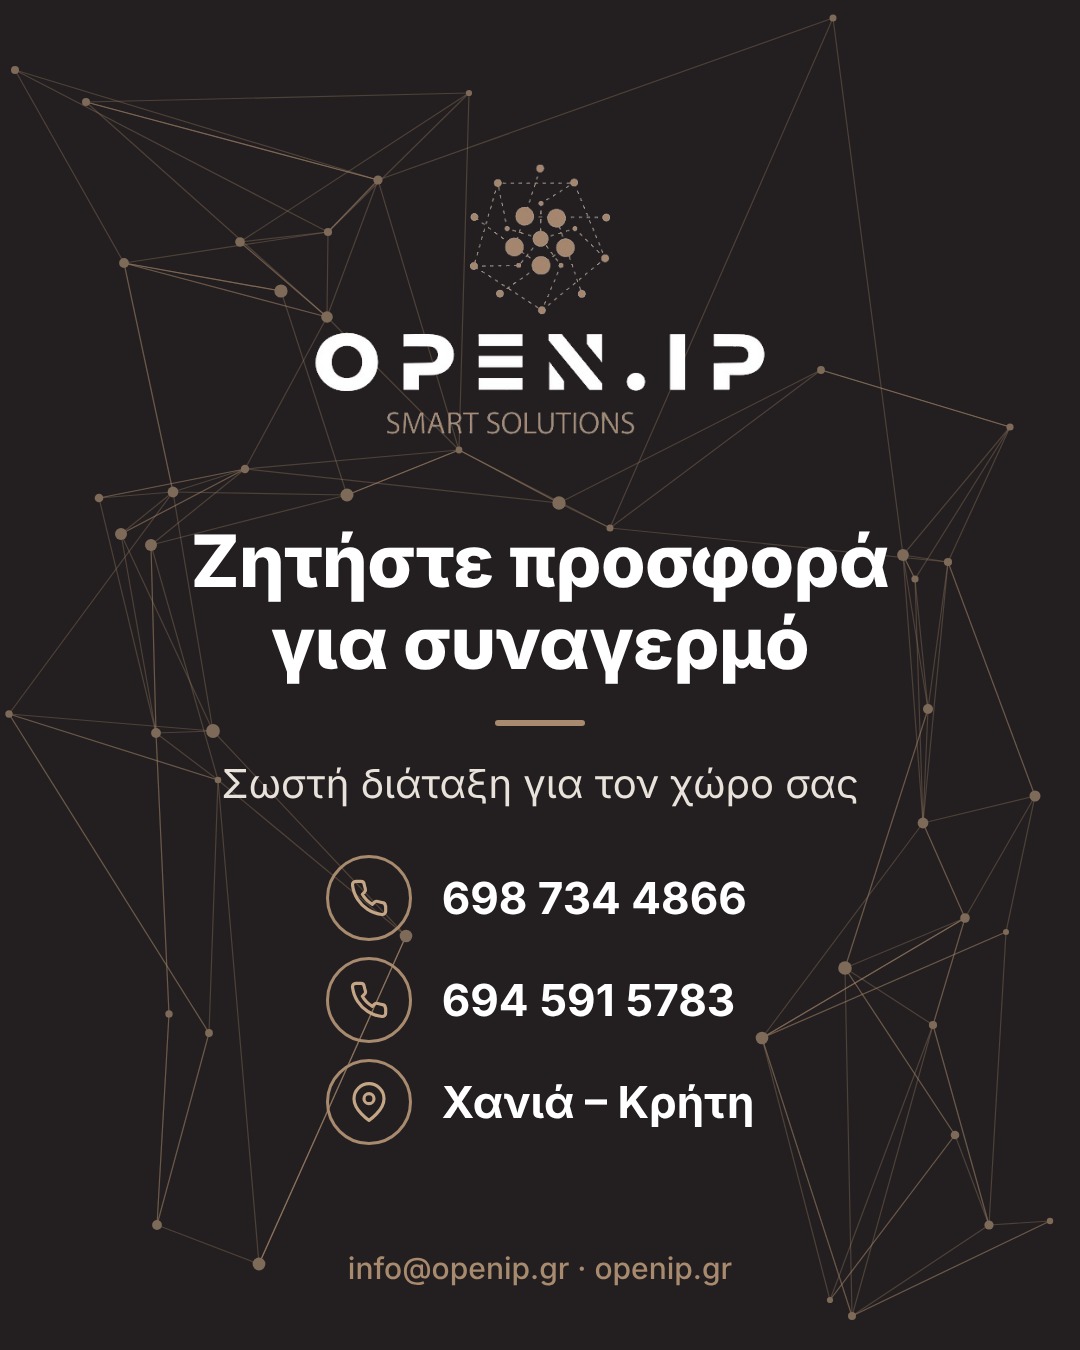 OPEN.IP
SMART SOLUTIONS
Ζητήστε προσφορά
για συναγερμό
Σωστή διάταξη για τον χώρο σας
698 734 4866
694 591 5783
Χανιά – Κρήτη
info@openip.gr · openip.gr